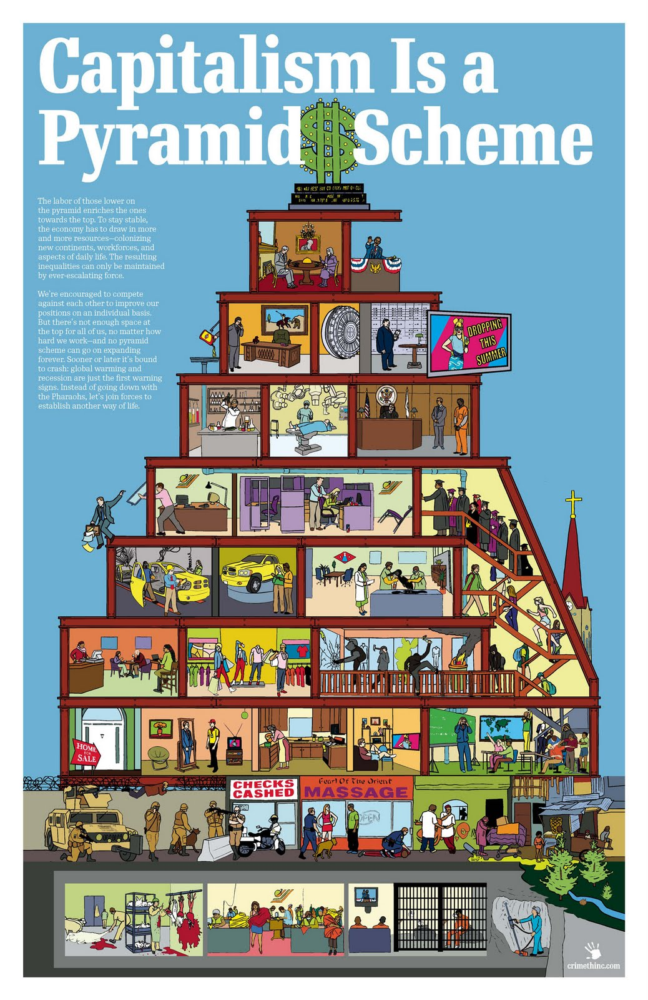 Capitalism Is a
Pyramid $ Scheme
The labor of those lower on
the pyramid enriches the ones
towards the top. To stay stable,
the economy has to draw in more
and more resources—colonizing
new continents, workforces, and
aspects of daily life. The resulting
inequalities can only be maintained
by ever-escalating force.
We're encouraged to compete
against each other to improve our
positions on an individual basis.
But there's not enough space at
the top for all of us, no matter how
hard we work—and no pyramid
scheme can go on expanding
forever. Sooner or later it's bound
to crash: global warming and
recession are just the first warning
signs. Instead of going down with
the Pharaohs, let's join forces to
establish another way of life.
DROPPING
THIS
SUMMER
HOME
FOR
SALE
CHECKS
CASHED
Pearl Of The Orient
MASSAGE
OPEN
crimethinc.com